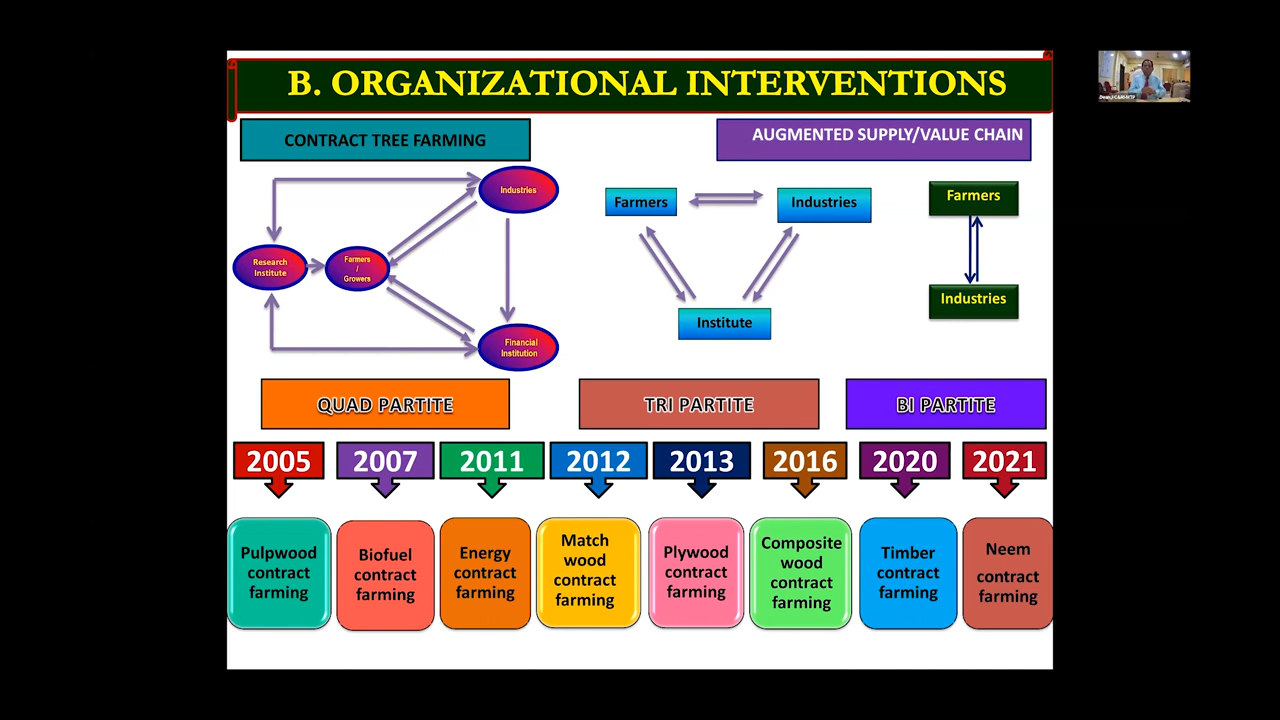 B. ORGANIZATIONAL INTERVENTIONS
CONTRACT TREE FARMING
AUGMENTED SUPPLY/VALUE CHAIN
Industries
Research
Institute
Farmers
/
Growers
Financial
Institution
Farmers
Industries
Institute
Farmers
Industries
QUAD PARTITE
TRI PARTITE
BI PARTITE
2005
2007
2011
2012
2013
2016
2020
2021
Pulpwood
contract
farming
Biofuel
contract
farming
Energy
contract
farming
Match
wood
contract
farming
Plywood
contract
farming
Composite
wood
contract
farming
Timber
contract
farming
Neem
contract
farming